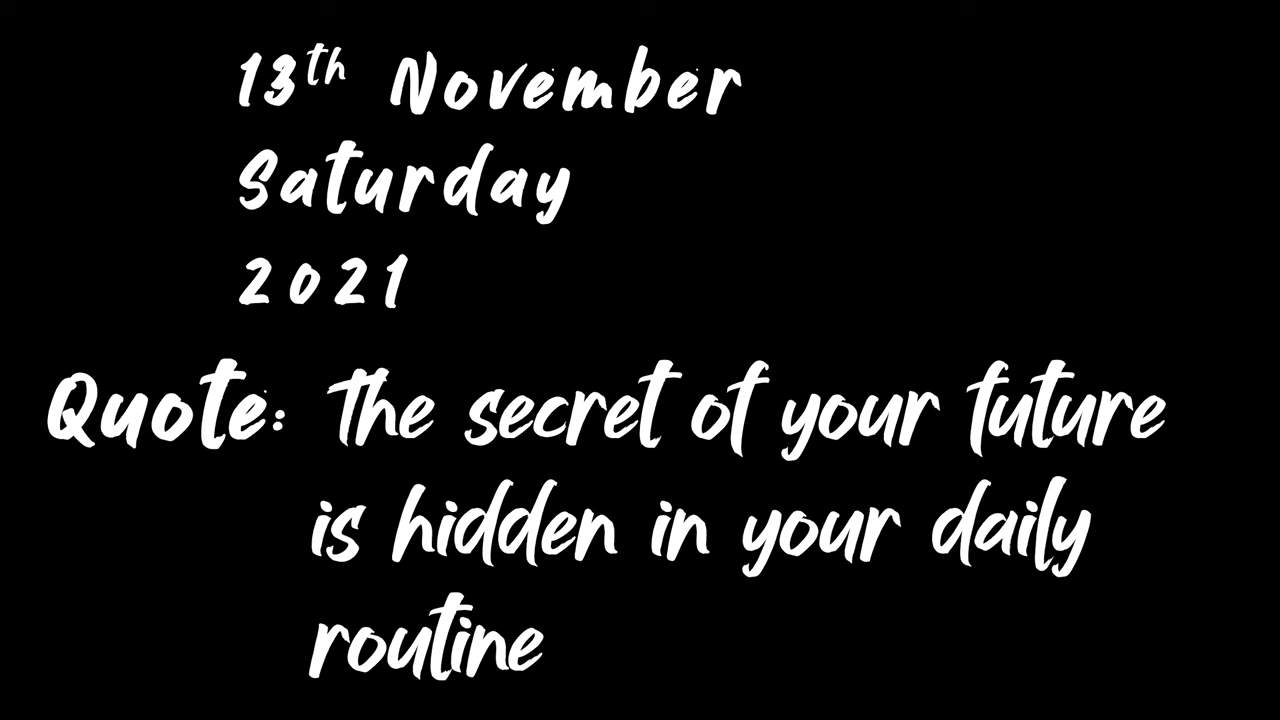 13th November
Saturday
2021
Quote: The secret of your future
is hidden in your daily
routine